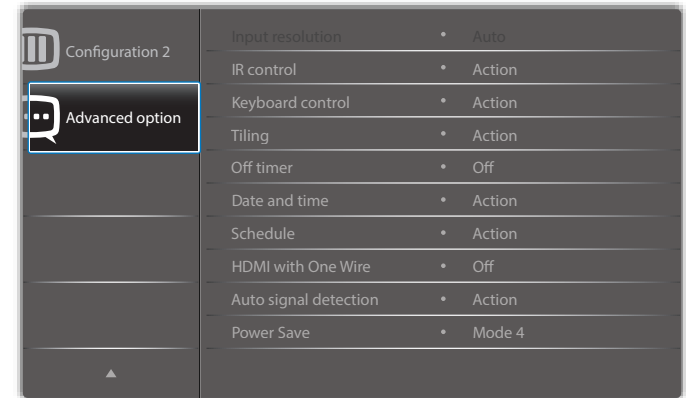 Configuration 2
Advanced option
Input resolution • Auto
IR control • Action
Keyboard control • Action
Tiling • Action
Off timer • Off
Date and time • Action
Schedule • Action
HDMI with One Wire • Off
Auto signal detection • Action
Power Save • Mode 4